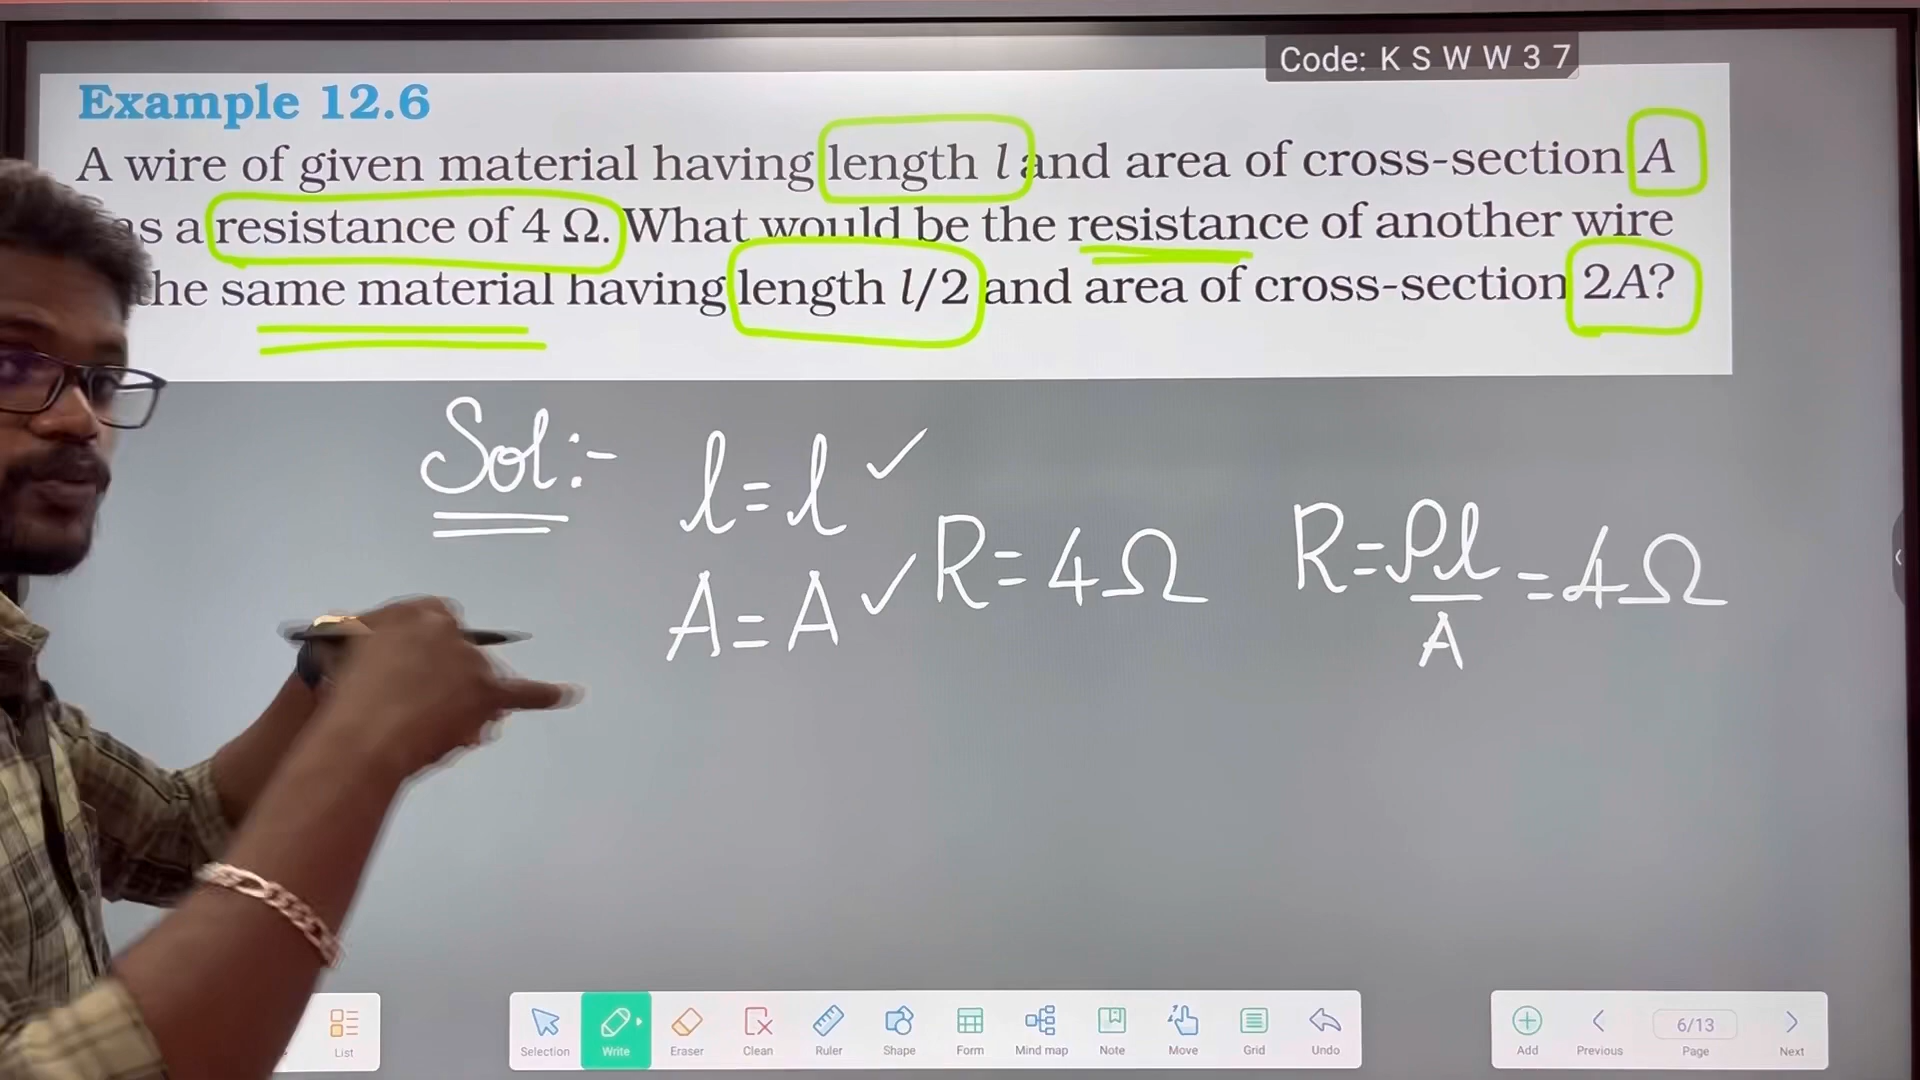 Code: K S W W 3 7
Example 12.6
A wire of given material having length l and area of cross-section A
s a resistance of 4 Ω. What would be the resistance of another wire
the same material having length l/2 and area of cross-section 2A?
Sol:-
l=l ✓
A=A ✓
R=4Ω
R=ρl/A=4Ω
List
Selection
Write
Eraser
Clean
Ruler
Shape
Form
Mind map
Note
Move
Grid
Undo
Add
Previous
6/13
Page
Next